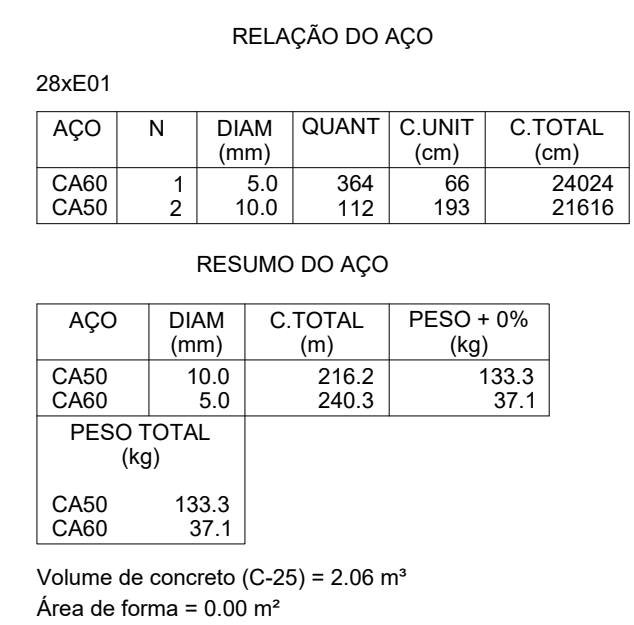 RELAÇÃO DO AÇO
28xE01
AÇO N DIAM QUANT C.UNIT C.TOTAL
(mm) (cm) (cm)
CA60 1 5.0 364 66 24024
CA50 2 10.0 112 193 21616
RESUMO DO AÇO
AÇO DIAM C.TOTAL PESO + 0%
(mm) (m) (kg)
CA50 10.0 216.2 133.3
CA60 5.0 240.3 37.1
PESO TOTAL
(kg)
CA50 133.3
CA60 37.1
Volume de concreto (C-25) = 2.06 m³
Área de forma = 0.00 m²